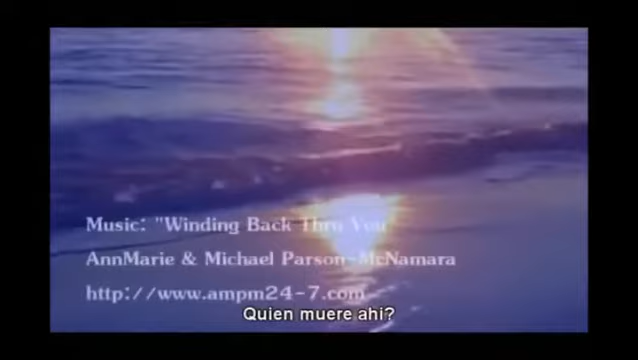 Music: "Winding Back Thru You
AnnMarie & Michael Parson-McNamara
http://www.ampm24-7.com
Quien muere ahi?